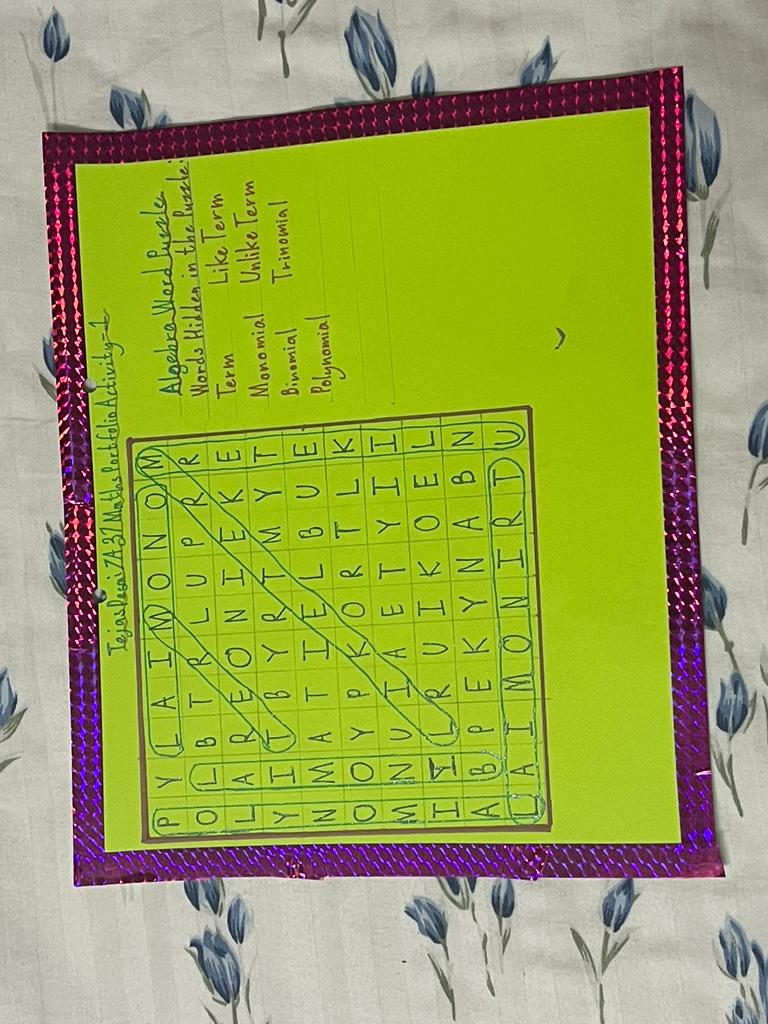 Tejas Desai 7A 37 Maths Portfolio Activity-1
P Y L A I M O N O M
O L B T R L U P R R
L A R E O N I E K E
Y I T B Y R T M Y T
N M A T I E L B U E
O O Y P K O R T L K
M N U I A E T Y I I
I I L R U I K O E L
A B P E K Y N A B N
L A I M O N I R T U
Algebra Word Puzzle
Words Hidden in the Puzzle:
Term Like Term
Monomial Unlike Term
Binomial Trinomial
Polynomial